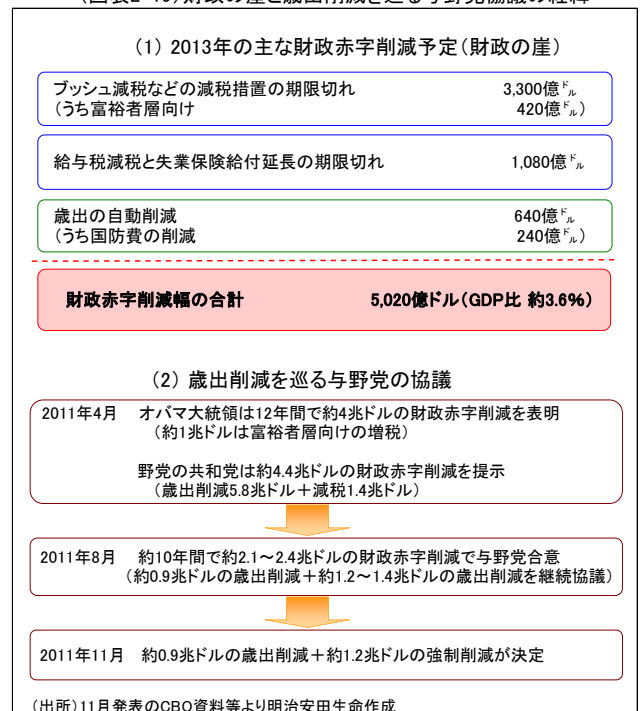 (1) 2013年の主な財政赤字削減予定（財政の崖）
ブッシュ減税などの減税措置の期限切れ 3,300億ドル
（うち富裕者層向け 420億ドル）
給与税減税と失業保険給付延長の期限切れ 1,080億ドル
歳出の自動削減 640億ドル
（うち国防費の削減 240億ドル）
財政赤字削減幅の合計 5,020億ドル（GDP比 約3.6%）
(2) 歳出削減を巡る与野党の協議
2011年4月 オバマ大統領は12年間で約4兆ドルの財政赤字削減を表明
（約1兆ドルは富裕者層向けの増税）
野党の共和党は約4.4兆ドルの財政赤字削減を提示
（歳出削減5.8兆ドル＋減税1.4兆ドル）
2011年8月 約10年間で約2.1～2.4兆ドルの財政赤字削減で与野党合意
（約0.9兆ドルの歳出削減＋約1.2～1.4兆ドルの歳出削減を継続協議）
2011年11月 約0.9兆ドルの歳出削減＋約1.2兆ドルの強制削減が決定
（出所）11月発表のCBO資料等より明治安田生命作成